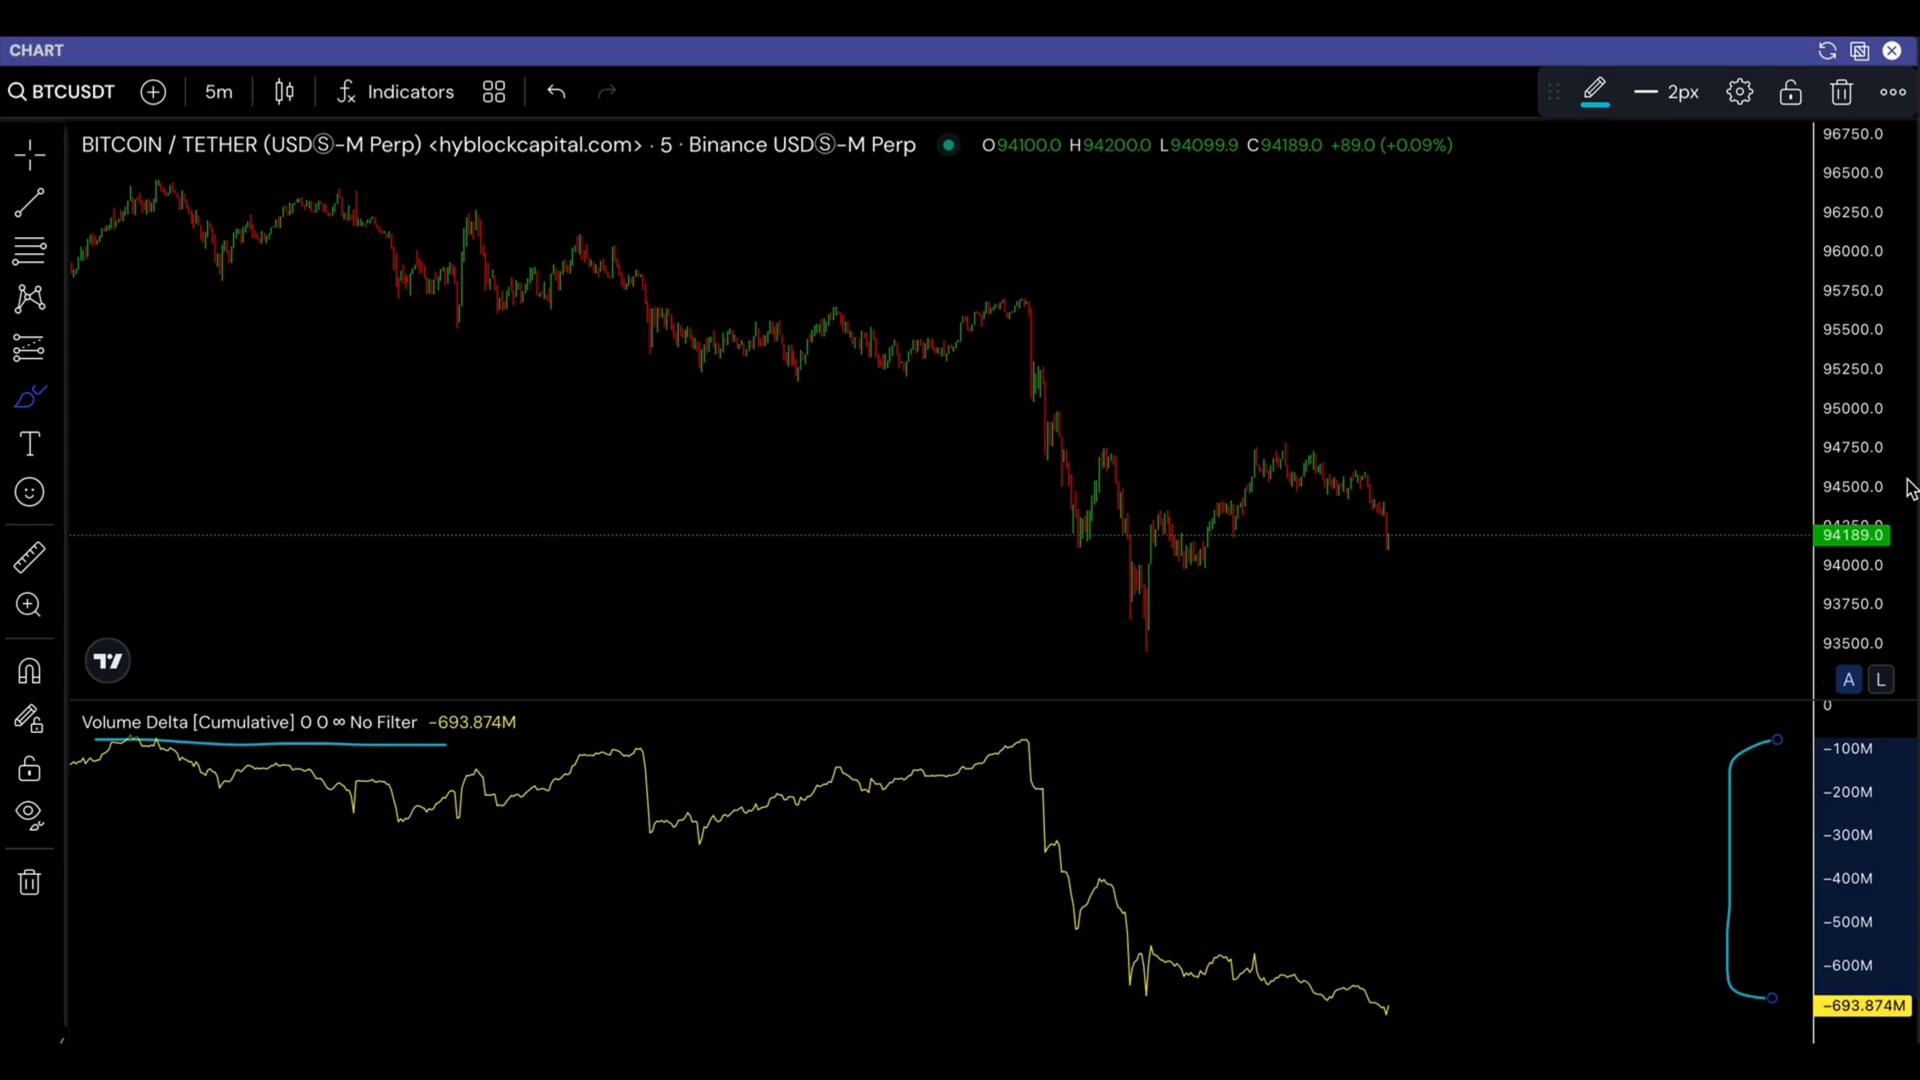 CHART
BTCUSDT 5m Indicators 2px
BITCOIN / TETHER (USDⓈ-M Perp) <hyblockcapital.com> · 5 · Binance USDⓈ-M Perp O94100.0 H94200.0 L94099.9 C94189.0 +89.0 (+0.09%)
96750.0
96500.0
96250.0
96000.0
95750.0
95500.0
95250.0
95000.0
94750.0
94500.0
94250.0
94189.0
94000.0
93750.0
93500.0
A L
0
Volume Delta [Cumulative] 0 0 ∞ No Filter −693.874M
−100M
−200M
−300M
−400M
−500M
−600M
−693.874M